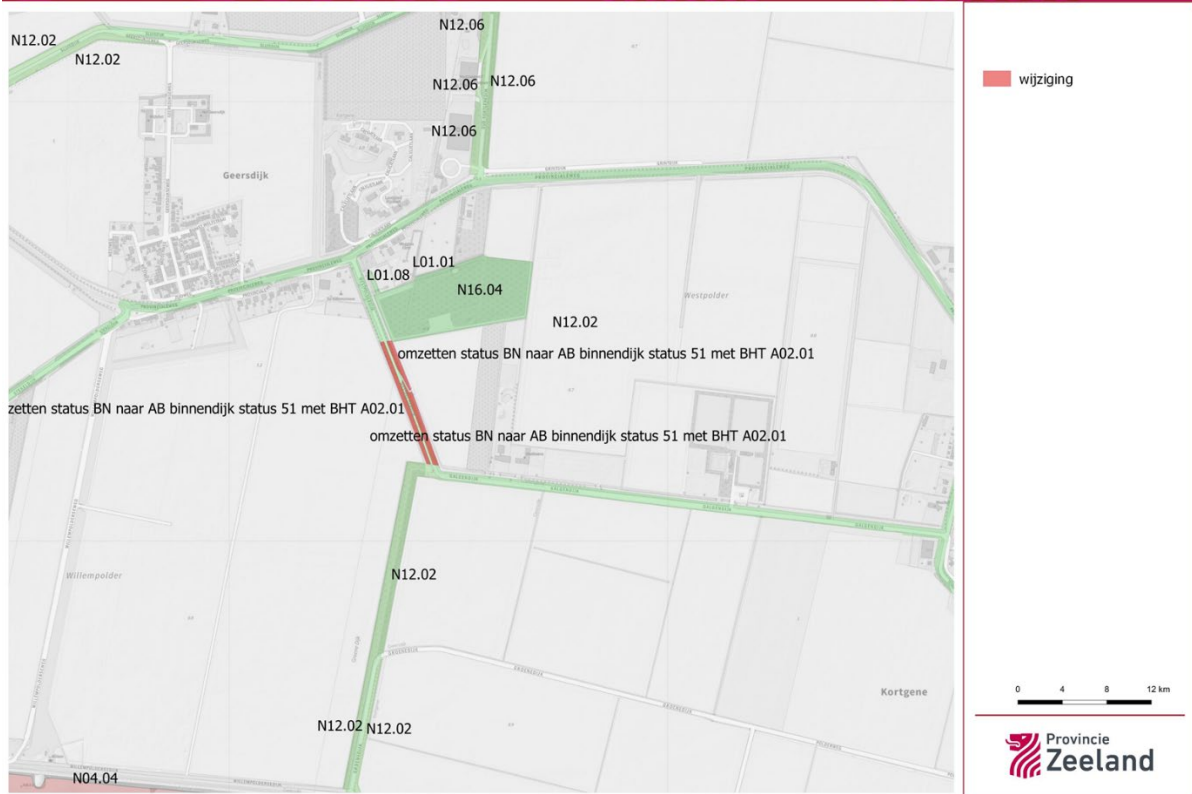 N12.02
N12.02
N12.06
N12.06
N12.06
N12.06
wijziging
Geersdijk
L01.01
L01.08
N16.04
Westpolder
N12.02
omzetten status BN naar AB binnendijk status 51 met BHT A02.01
zetten status BN naar AB binnendijk status 51 met BHT A02.01
omzetten status BN naar AB binnendijk status 51 met BHT A02.01
Willempolder
N12.02
Kortgene
N12.02
N12.02
N04.04
0 4 8 12 km
Provincie
Zeeland